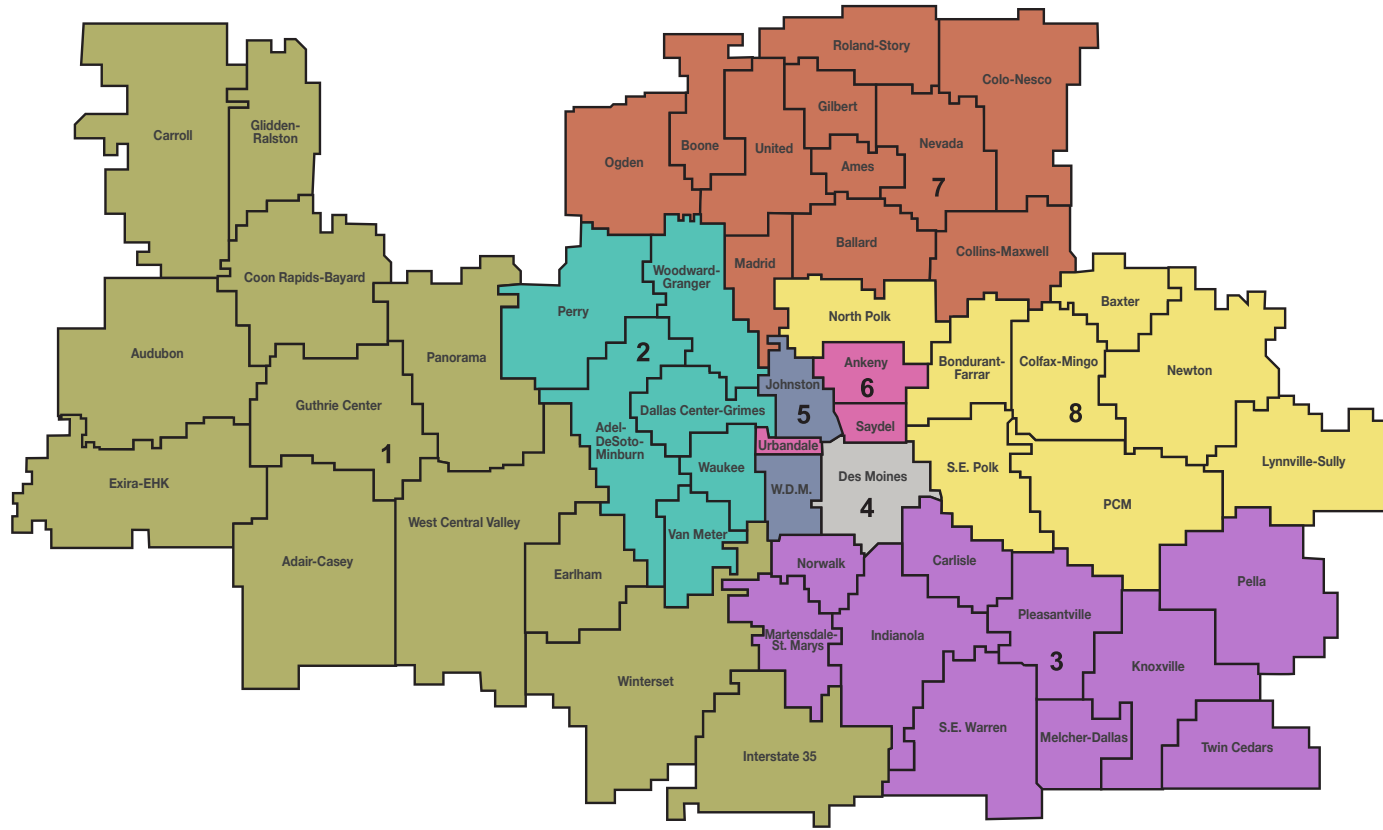 Roland-Story
Colo-Nesco
Gilbert
Carroll
Glidden-
Ralston
Boone
United
Nevada
Ogden
Ames
7
Ballard
Collins-Maxwell
Madrid
Woodward-
Granger
Coon Rapids-Bayard
Baxter
Perry
North Polk
Audubon
Panorama
2
Ankeny
6
Bondurant-
Farrar
Colfax-Mingo
Newton
Johnston
5
8
Guthrie Center
Dallas Center-Grimes
Saydel
Adel-
DeSoto-
Minburn
1
Urbandale
Waukee
S.E. Polk
Lynnville-Sully
Exira-EHK
W.D.M.
Des Moines
4
PCM
West Central Valley
Van Meter
Adair-Casey
Earlham
Norwalk
Carlisle
Pella
Pleasantville
Martensdale-
St. Marys
Indianola
3
Knoxville
Winterset
S.E. Warren
Melcher-Dallas
Twin Cedars
Interstate 35